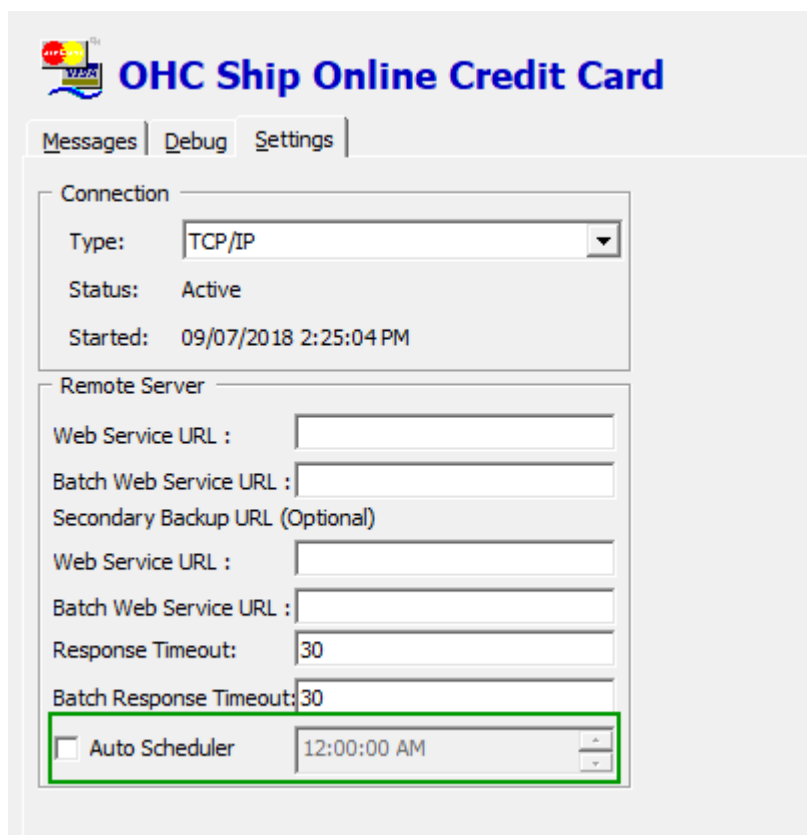 OHC Ship Online Credit Card
Messages Debug Settings
Connection
Type: TCP/IP
Status: Active
Started: 09/07/2018 2:25:04 PM
Remote Server
Web Service URL :
Batch Web Service URL :
Secondary Backup URL (Optional)
Web Service URL :
Batch Web Service URL :
Response Timeout: 30
Batch Response Timeout: 30
Auto Scheduler 12:00:00 AM